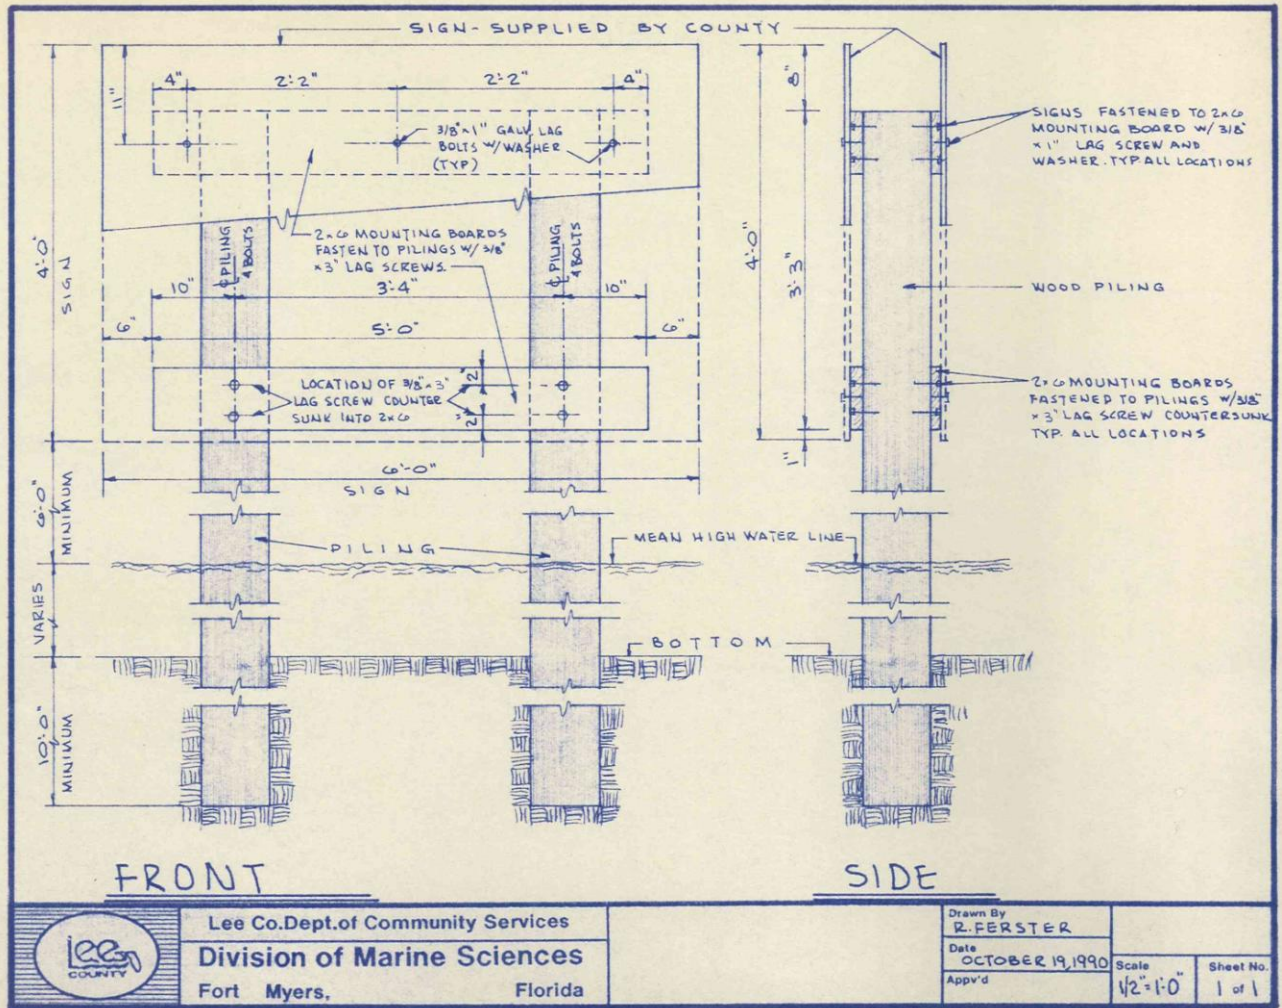 SIGN-SUPPLIED BY COUNTY
4" 2'-2" 2'-2" 4"
11"
3/8"x1" GALV. LAG
BOLTS W/WASHER
(TYP)
8"
SIGNS FASTENED TO 2x6
MOUNTING BOARD W/ 3/8"
x 1" LAG SCREW AND
WASHER. TYP. ALL LOCATIONS
4'-0"
SIGN
2x6 MOUNTING BOARDS
FASTEN TO PILINGS W/ 3/8"
x3" LAG SCREWS.
℄ PILING
& BOLTS
℄ PILING
& BOLTS
4'-0"
3'-3"
WOOD PILING
10" 3'-4" 10"
6" 5'-0" 6"
LOCATION OF 3/8"x3"
LAG SCREW COUNTER
SUNK INTO 2x6
2"
2"
2x6 MOUNTING BOARDS
FASTENED TO PILINGS W/3/8"
x3" LAG SCREW COUNTERSUNK
TYP. ALL LOCATIONS
1"
6'-0"
SIGN
6'-0"
MINIMUM
PILING
MEAN HIGH WATER LINE
VARIES
BOTTOM
10'-0"
MINIMUM
FRONT
SIDE
Lee
COUNTY
Lee Co.Dept.of Community Services
Division of Marine Sciences
Fort Myers, Florida
Drawn By
R.FERSTER
Date
OCTOBER 19,1990
Appv'd
Scale
1/2"=1'-0"
Sheet No.
1 of 1